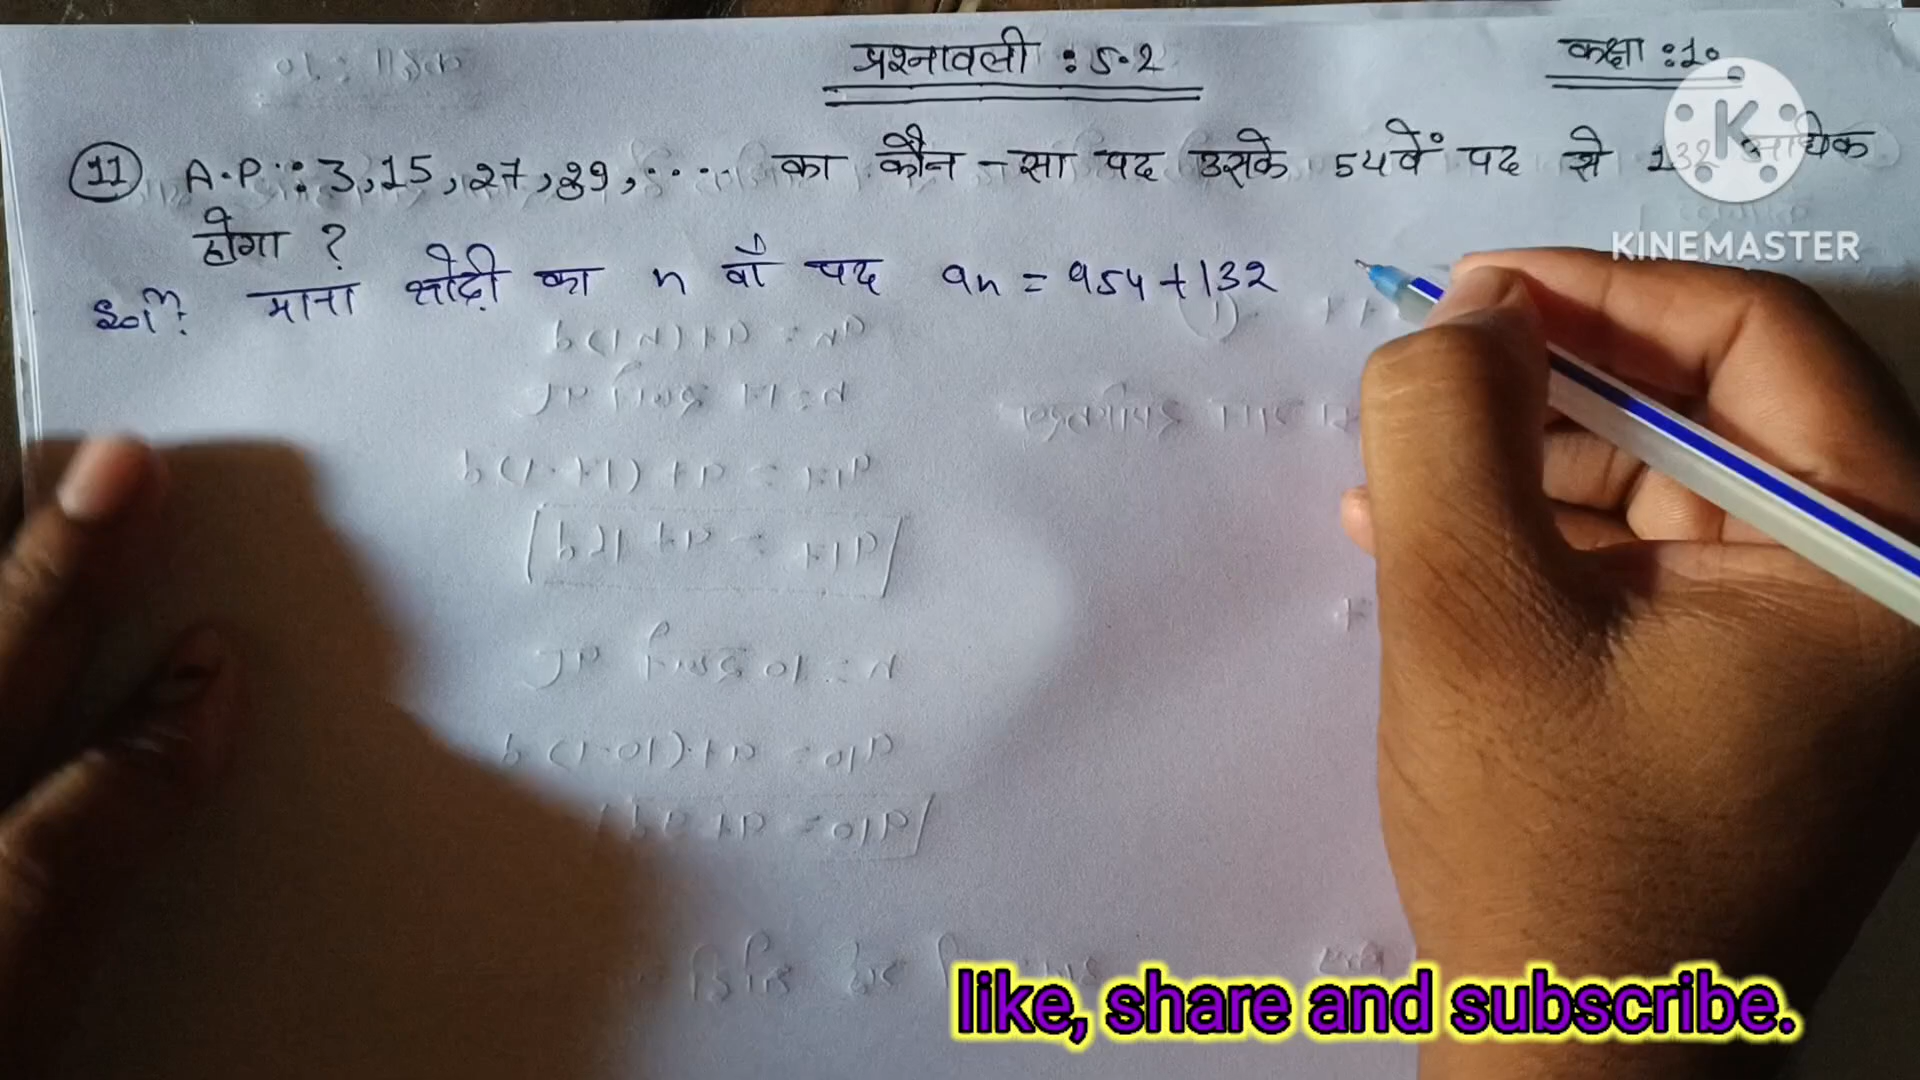 प्रश्नावली : 5.2
कक्षा : 10
11 A.P : 3, 15, 27, 39, .... का कौन-सा पद उसके 54वें पद से 132 अधिक
होगा ?
माना श्रेढ़ी का n वाँ पद an = a54 + 132
KINEMASTER
like, share and subscribe.